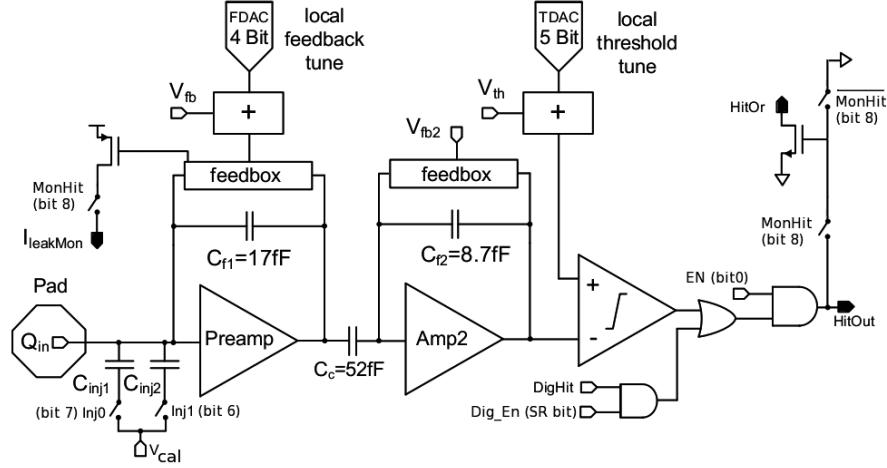 FDAC
4 Bit
local
feedback
tune
TDAC
5 Bit
local
threshold
tune
V_fb
+
V_th
+
V_fb2
HitOr
MonHit
(bit 8)
feedbox
feedbox
MonHit
(bit 8)
I_leakMon
C_f1=17fF
C_f2=8.7fF
MonHit
(bit 8)
Pad
Q_in
Preamp
C_c=52fF
Amp2
+
-
EN (bit0)
HitOut
C_inj1
C_inj2
(bit 7) Inj0
Inj1 (bit 6)
V_cal
DigHit
Dig_En (SR bit)